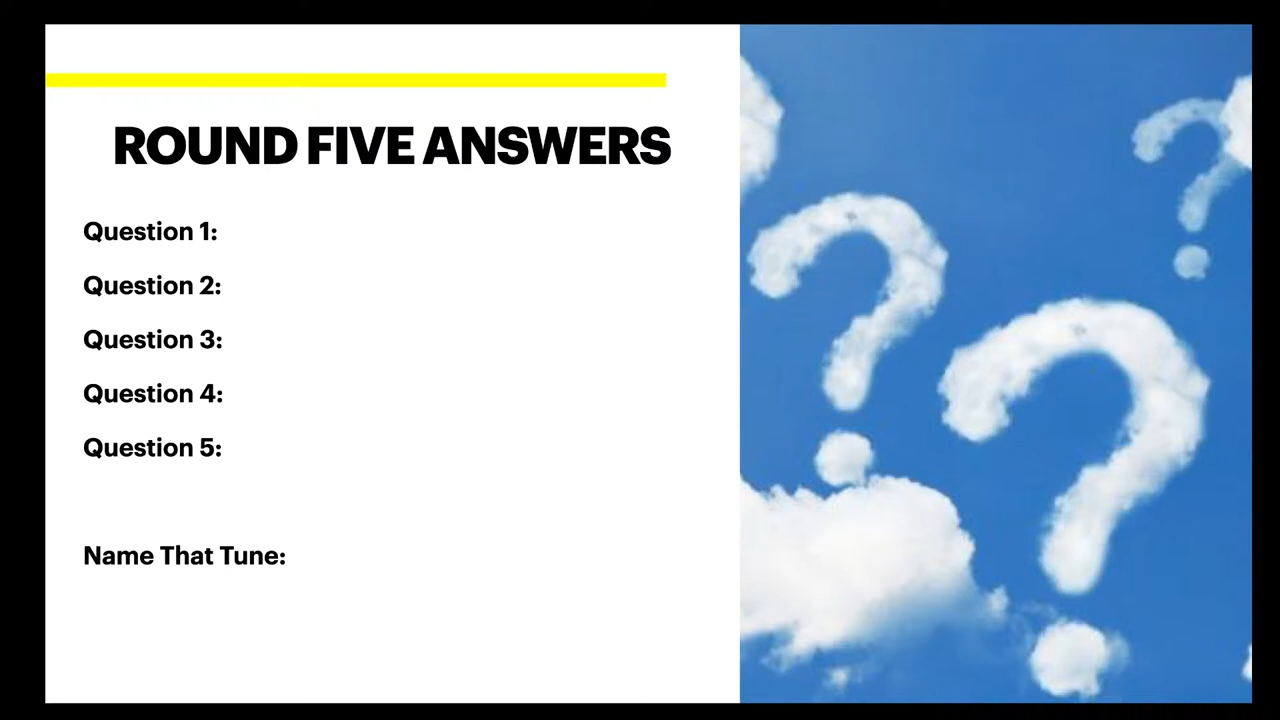 ROUND FIVE ANSWERS
Question 1:
Question 2:
Question 3:
Question 4:
Question 5:
Name That Tune: